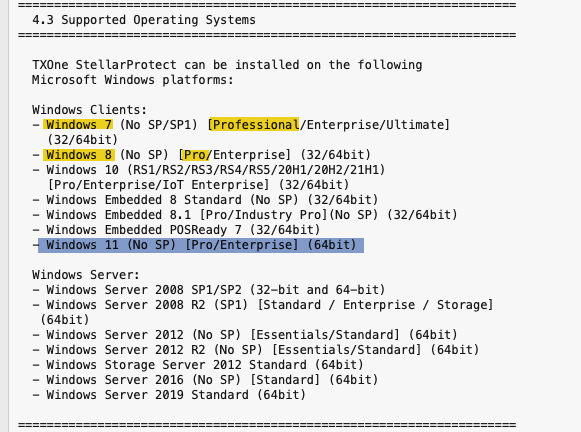 =====================================================================
4.3 Supported Operating Systems
=====================================================================
TXOne StellarProtect can be installed on the following
Microsoft Windows platforms:
Windows Clients:
- Windows 7 (No SP/SP1) [Professional/Enterprise/Ultimate]
(32/64bit)
- Windows 8 (No SP) [Pro/Enterprise] (32/64bit)
- Windows 10 (RS1/RS2/RS3/RS4/RS5/19H1/20H1/20H2/21H1)
[Pro/Enterprise/IoT Enterprise] (32/64bit)
- Windows Embedded 8 Standard (No SP) (32/64bit)
- Windows Embedded 8.1 [Pro/Industry Pro](No SP) (32/64bit)
- Windows Embedded POSReady 7 (32/64bit)
- Windows 11 (No SP) [Pro/Enterprise] (64bit)
Windows Server:
- Windows Server 2008 SP1/SP2 (32-bit and 64-bit)
- Windows Server 2008 R2 (SP1) [Standard / Enterprise / Storage]
(64bit)
- Windows Server 2012 (No SP) [Essentials/Standard] (64bit)
- Windows Server 2012 R2 (No SP) [Essentials/Standard] (64bit)
- Windows Storage Server 2012 Standard (64bit)
- Windows Server 2016 (No SP) [Standard] (64bit)
- Windows Server 2019 Standard (64bit)
=====================================================================